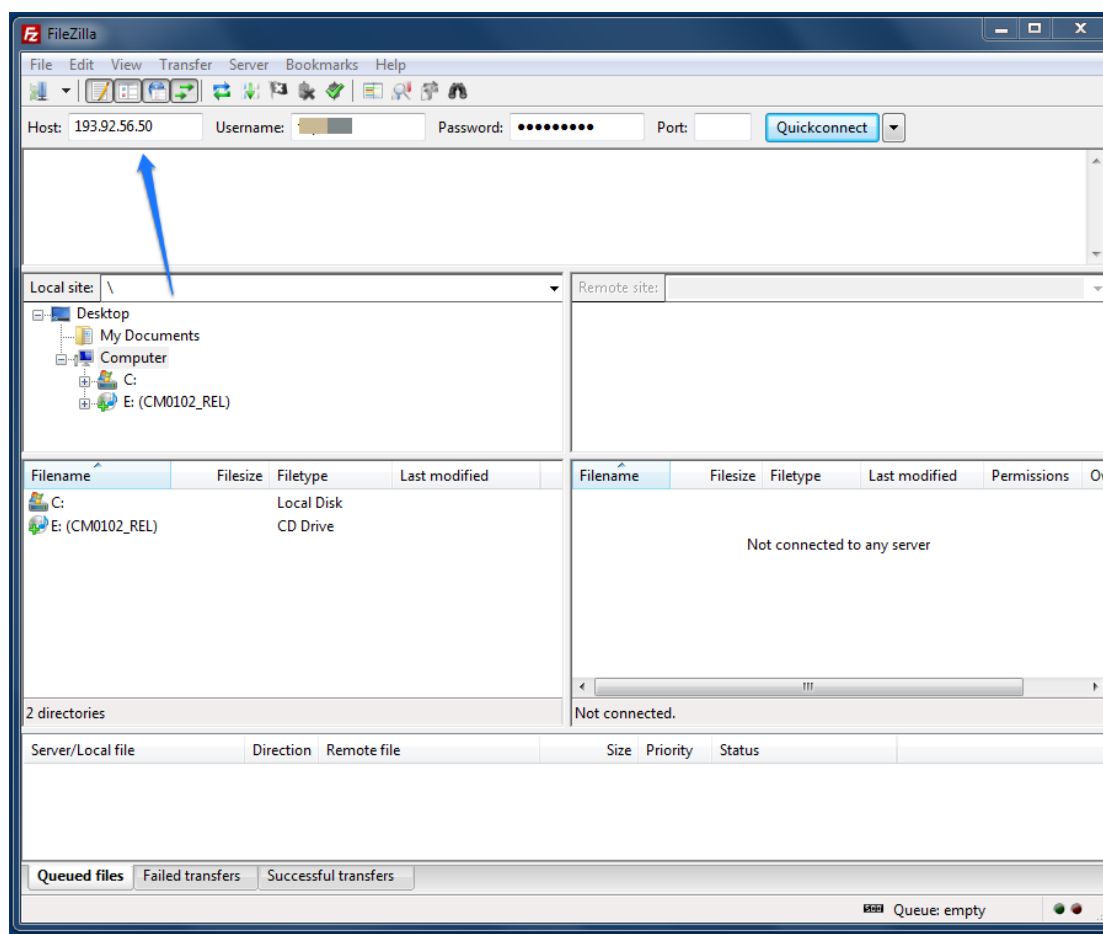 FileZilla
File Edit View Transfer Server Bookmarks Help
Host: 193.92.56.50 Username: Password: ••••••••• Port: Quickconnect
Local site: \
Remote site:
Desktop
My Documents
Computer
C:
E: (CM0102_REL)
Filename Filesize Filetype Last modified
C: Local Disk
E: (CM0102_REL) CD Drive
2 directories
Filename Filesize Filetype Last modified Permissions
Not connected to any server
Not connected.
Server/Local file Direction Remote file Size Priority Status
Queued files Failed transfers Successful transfers
Queue: empty